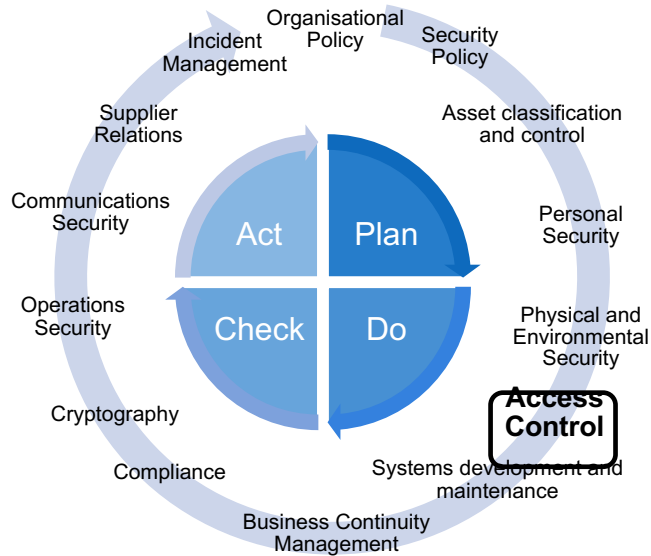 Organisational
Policy
Security
Policy
Asset classification
and control
Personal
Security
Physical and
Environmental
Security
Access
Control
Systems development and
maintenance
Business Continuity
Management
Compliance
Cryptography
Operations
Security
Communications
Security
Supplier
Relations
Incident
Management
Act
Plan
Check
Do